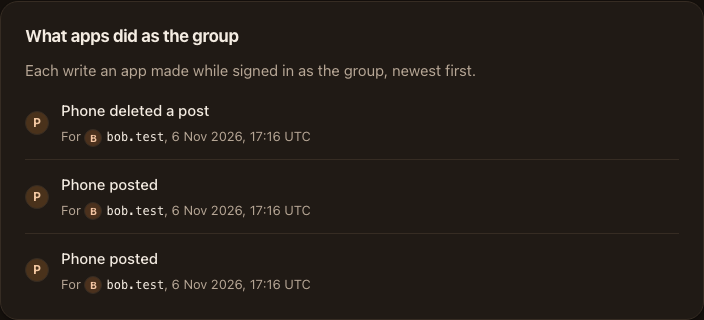 What apps did as the group
Each write an app made while signed in as the group, newest first.
P
Phone deleted a post
For B bob.test, 6 Nov 2026, 17:16 UTC
P
Phone posted
For B bob.test, 6 Nov 2026, 17:16 UTC
P
Phone posted
For B bob.test, 6 Nov 2026, 17:16 UTC